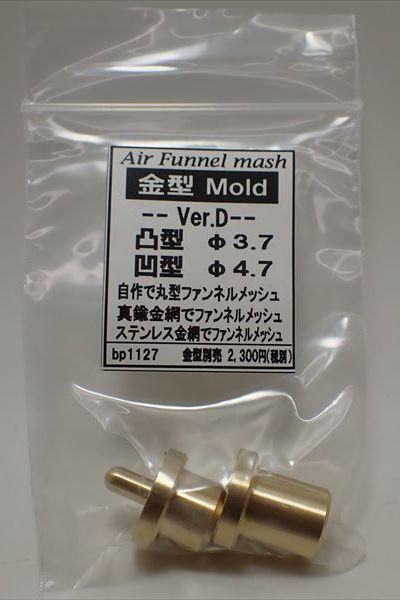 Air Funnel mash
金型 Mold
-- Ver.D--
凸型 Φ3.7
凹型 Φ4.7
自作で丸型ファンネルメッシュ
真鍮金網でファンネルメッシュ
ステンレス金網でファンネルメッシュ
bp1127 金型別売 2,300円(税別)